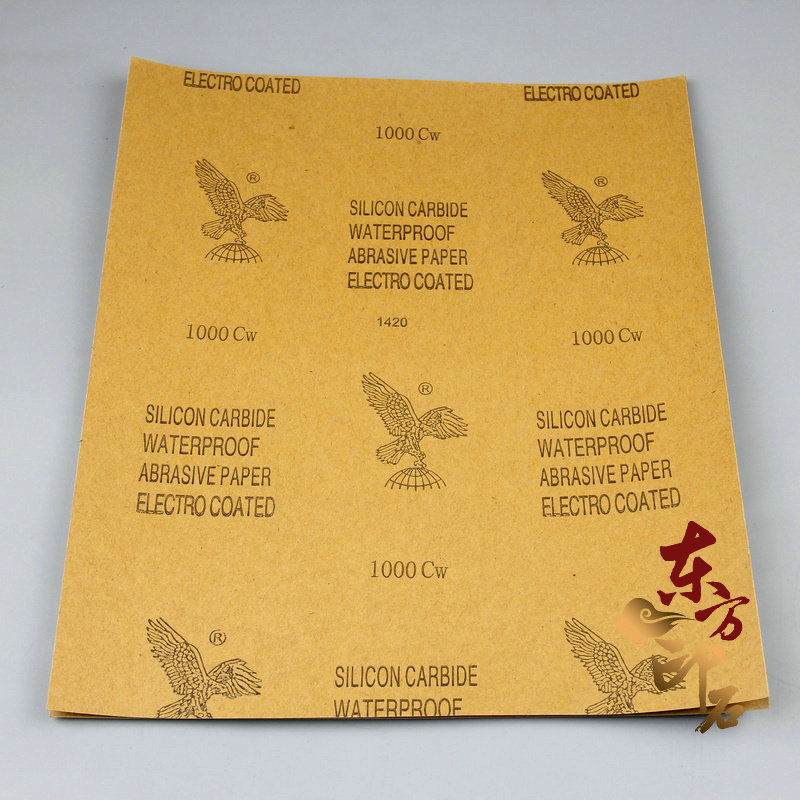 ELECTRO COATED
ELECTRO COATED
1000 Cw
®
®
SILICON CARBIDE
WATERPROOF
ABRASIVE PAPER
ELECTRO COATED
1420
1000 Cw
1000 Cw
®
SILICON CARBIDE
WATERPROOF
ABRASIVE PAPER
ELECTRO COATED
SILICON CARBIDE
WATERPROOF
ABRASIVE PAPER
ELECTRO COATED
1000 Cw
®
SILICON CARBIDE
WATERPROOF
东方印石